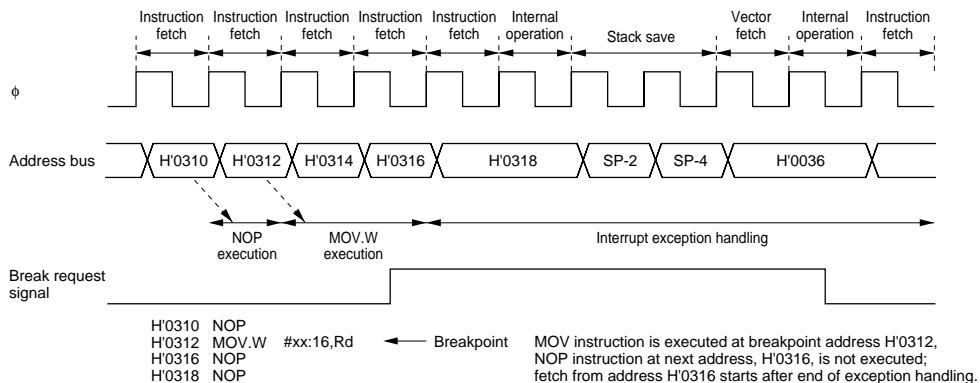 Instruction fetch Instruction fetch Instruction fetch Instruction fetch Instruction fetch Internal operation Stack save Vector fetch Internal operation Instruction fetch
φ
Address bus H'0310 H'0312 H'0314 H'0316 H'0318 SP-2 SP-4 H'0036
NOP execution MOV.W execution Interrupt exception handling
Break request signal
H'0310 NOP
H'0312 MOV.W #xx:16,Rd Breakpoint MOV instruction is executed at breakpoint address H'0312,
H'0316 NOP NOP instruction at next address, H'0316, is not executed;
H'0318 NOP fetch from address H'0316 starts after end of exception handling.